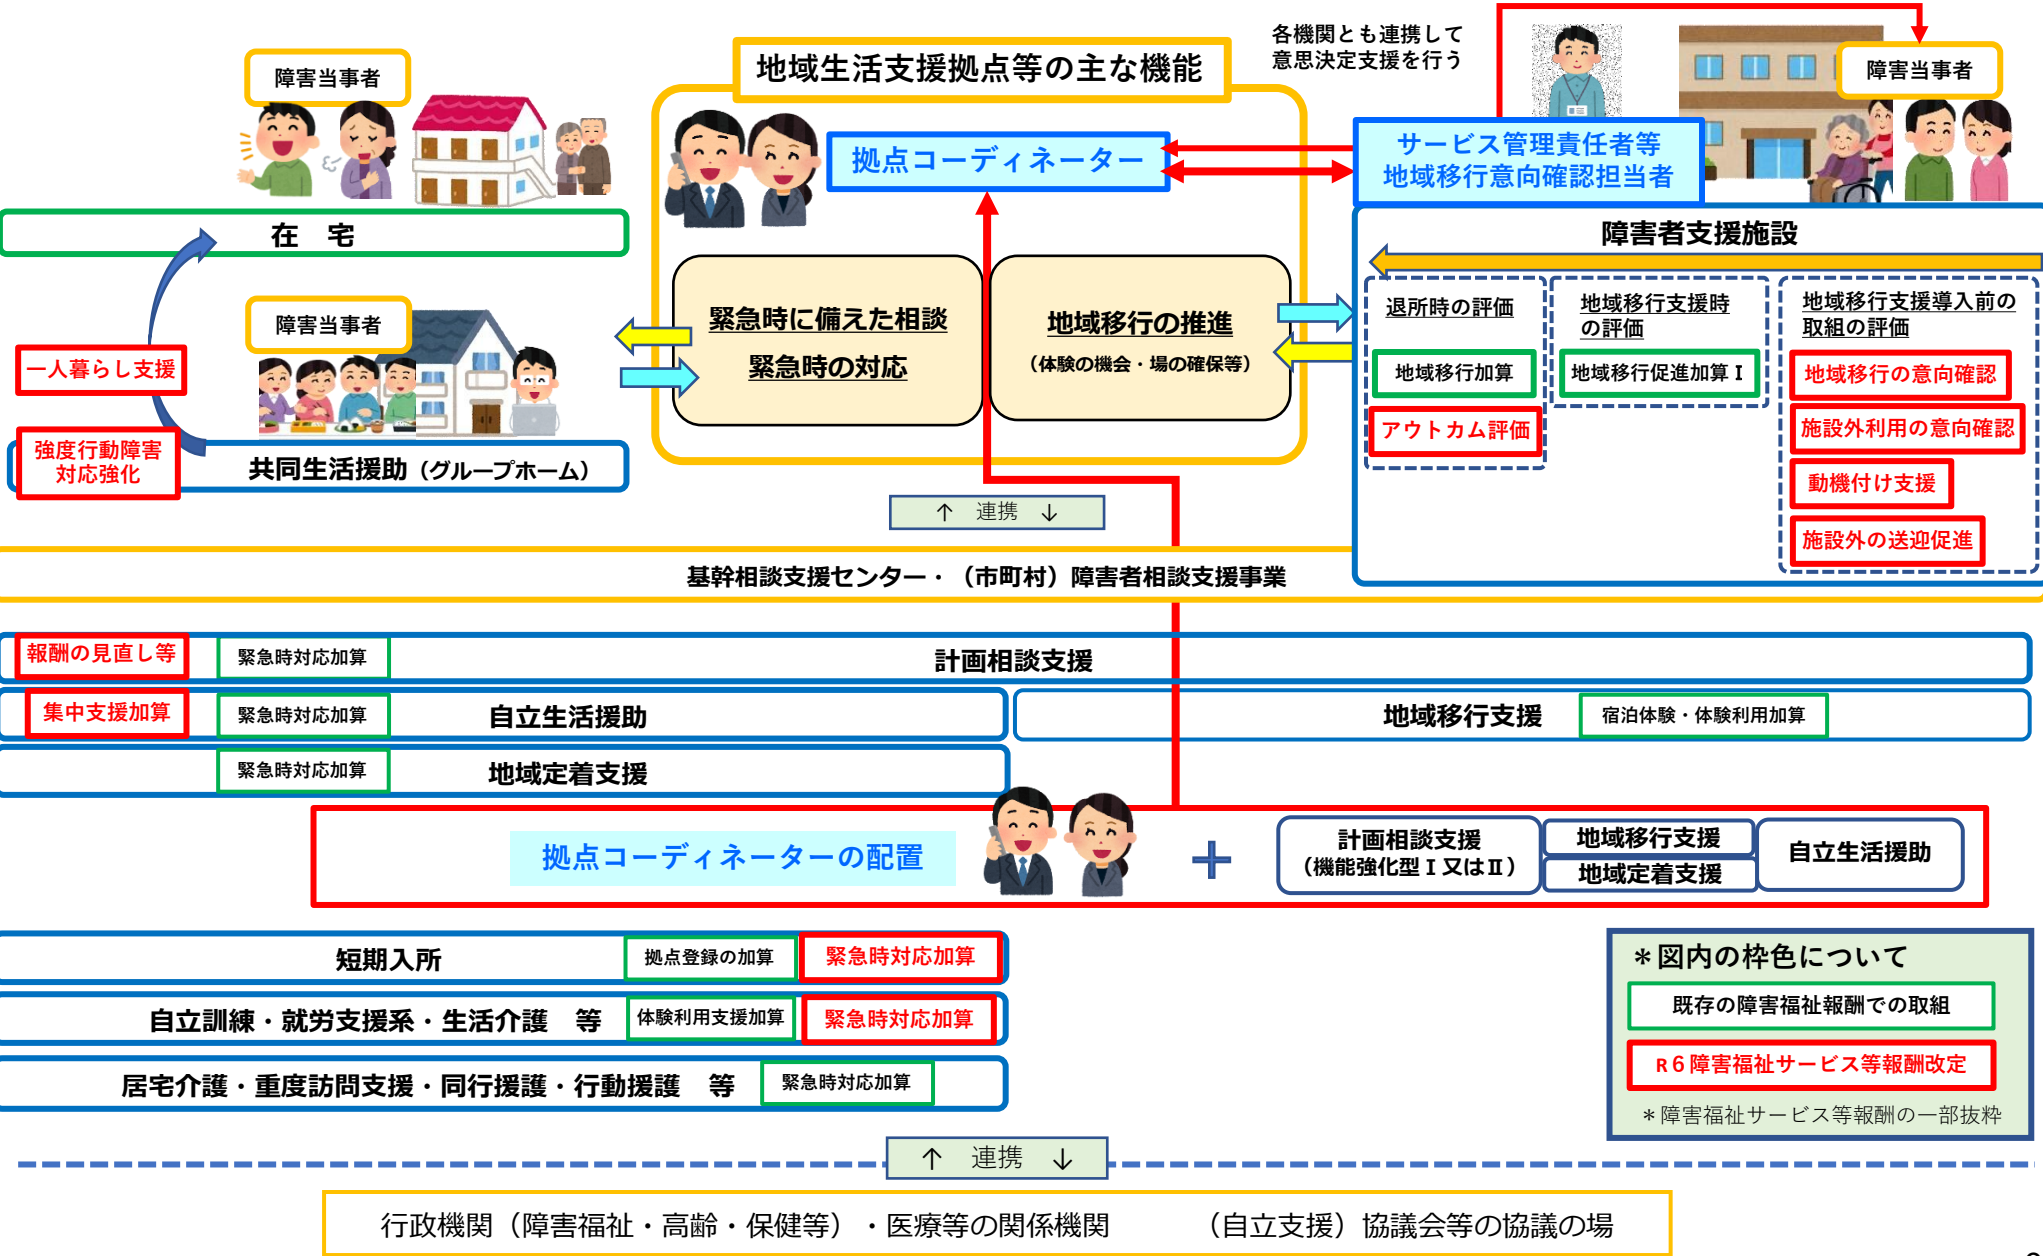 地域生活支援拠点等の主な機能
各機関とも連携して
意思決定支援を行う
障害当事者
障害当事者
拠点コーディネーター
サービス管理責任者等
地域移行意向確認担当者
在　宅
障害者支援施設
障害当事者
一人暮らし支援
強度行動障害
対応強化
共同生活援助（グループホーム）
緊急時に備えた相談
緊急時の対応
地域移行の推進
（体験の機会・場の確保等）
退所時の評価
地域移行加算
アウトカム評価
地域移行支援時
の評価
地域移行促進加算Ⅰ
地域移行支援導入前の
取組の評価
地域移行の意向確認
施設外利用の意向確認
動機付け支援
施設外の送迎促進
↑　連携　↓
基幹相談支援センター・（市町村）障害者相談支援事業
報酬の見直し等　緊急時対応加算　計画相談支援
集中支援加算　緊急時対応加算　自立生活援助
地域移行支援　宿泊体験・体験利用加算
緊急時対応加算　地域定着支援
拠点コーディネーターの配置
＋
計画相談支援
（機能強化型Ⅰ又はⅡ）
地域移行支援
地域定着支援
自立生活援助
短期入所　拠点登録の加算　緊急時対応加算
自立訓練・就労支援系・生活介護　等　体験利用支援加算　緊急時対応加算
居宅介護・重度訪問支援・同行援護・行動援護　等　緊急時対応加算
＊図内の枠色について
既存の障害福祉報酬での取組
R６障害福祉サービス等報酬改定
＊障害福祉サービス等報酬の一部抜粋
↑　連携　↓
行政機関（障害福祉・高齢・保健等）・医療等の関係機関　　（自立支援）協議会等の協議の場